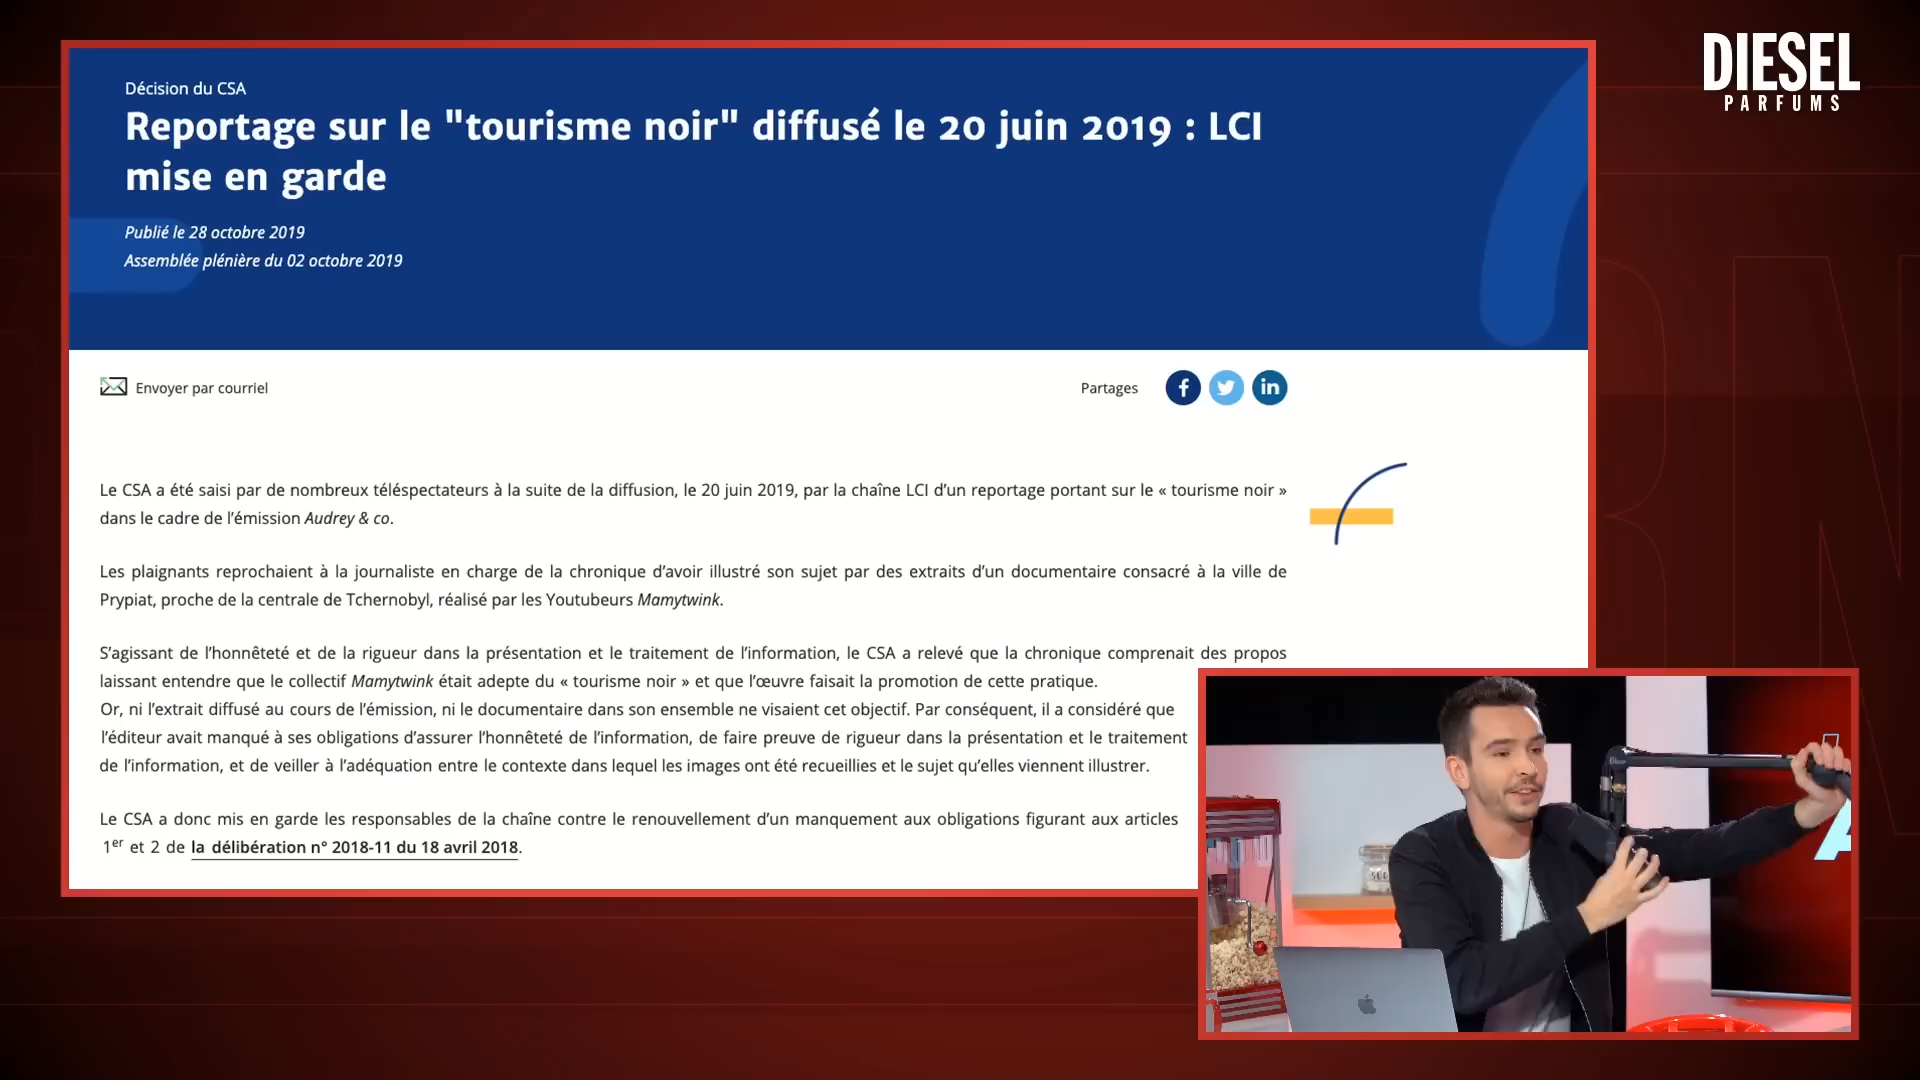 DIESEL
PARFUMS
Décision du CSA
Reportage sur le "tourisme noir" diffusé le 20 juin 2019 : LCI
mise en garde
Publié le 28 octobre 2019
Assemblée plénière du 02 octobre 2019
Envoyer par courriel
Partages
Le CSA a été saisi par de nombreux téléspectateurs à la suite de la diffusion, le 20 juin 2019, par la chaîne LCI d’un reportage portant sur le « tourisme noir »
dans le cadre de l’émission Audrey & co.
Les plaignants reprochaient à la journaliste en charge de la chronique d’avoir illustré son sujet par des extraits d’un documentaire consacré à la ville de
Prypiat, proche de la centrale de Tchernobyl, réalisé par les Youtubeurs Mamytwink.
S’agissant de l’honnêteté et de la rigueur dans la présentation et le traitement de l’information, le CSA a relevé que la chronique comprenait des propos
laissant entendre que le collectif Mamytwink était adepte du « tourisme noir » et que l’œuvre faisait la promotion de cette pratique.
Or, ni l’extrait diffusé au cours de l’émission, ni le documentaire dans son ensemble ne visaient cet objectif. Par conséquent, il a considéré que
l’éditeur avait manqué à ses obligations d’assurer l’honnêteté de l’information, de faire preuve de rigueur dans la présentation et le traitement
de l’information, et de veiller à l’adéquation entre le contexte dans lequel les images ont été recueillies et le sujet qu’elles viennent illustrer.
Le CSA a donc mis en garde les responsables de la chaîne contre le renouvellement d’un manquement aux obligations figurant aux articles
1er et 2 de la délibération n° 2018-11 du 18 avril 2018.